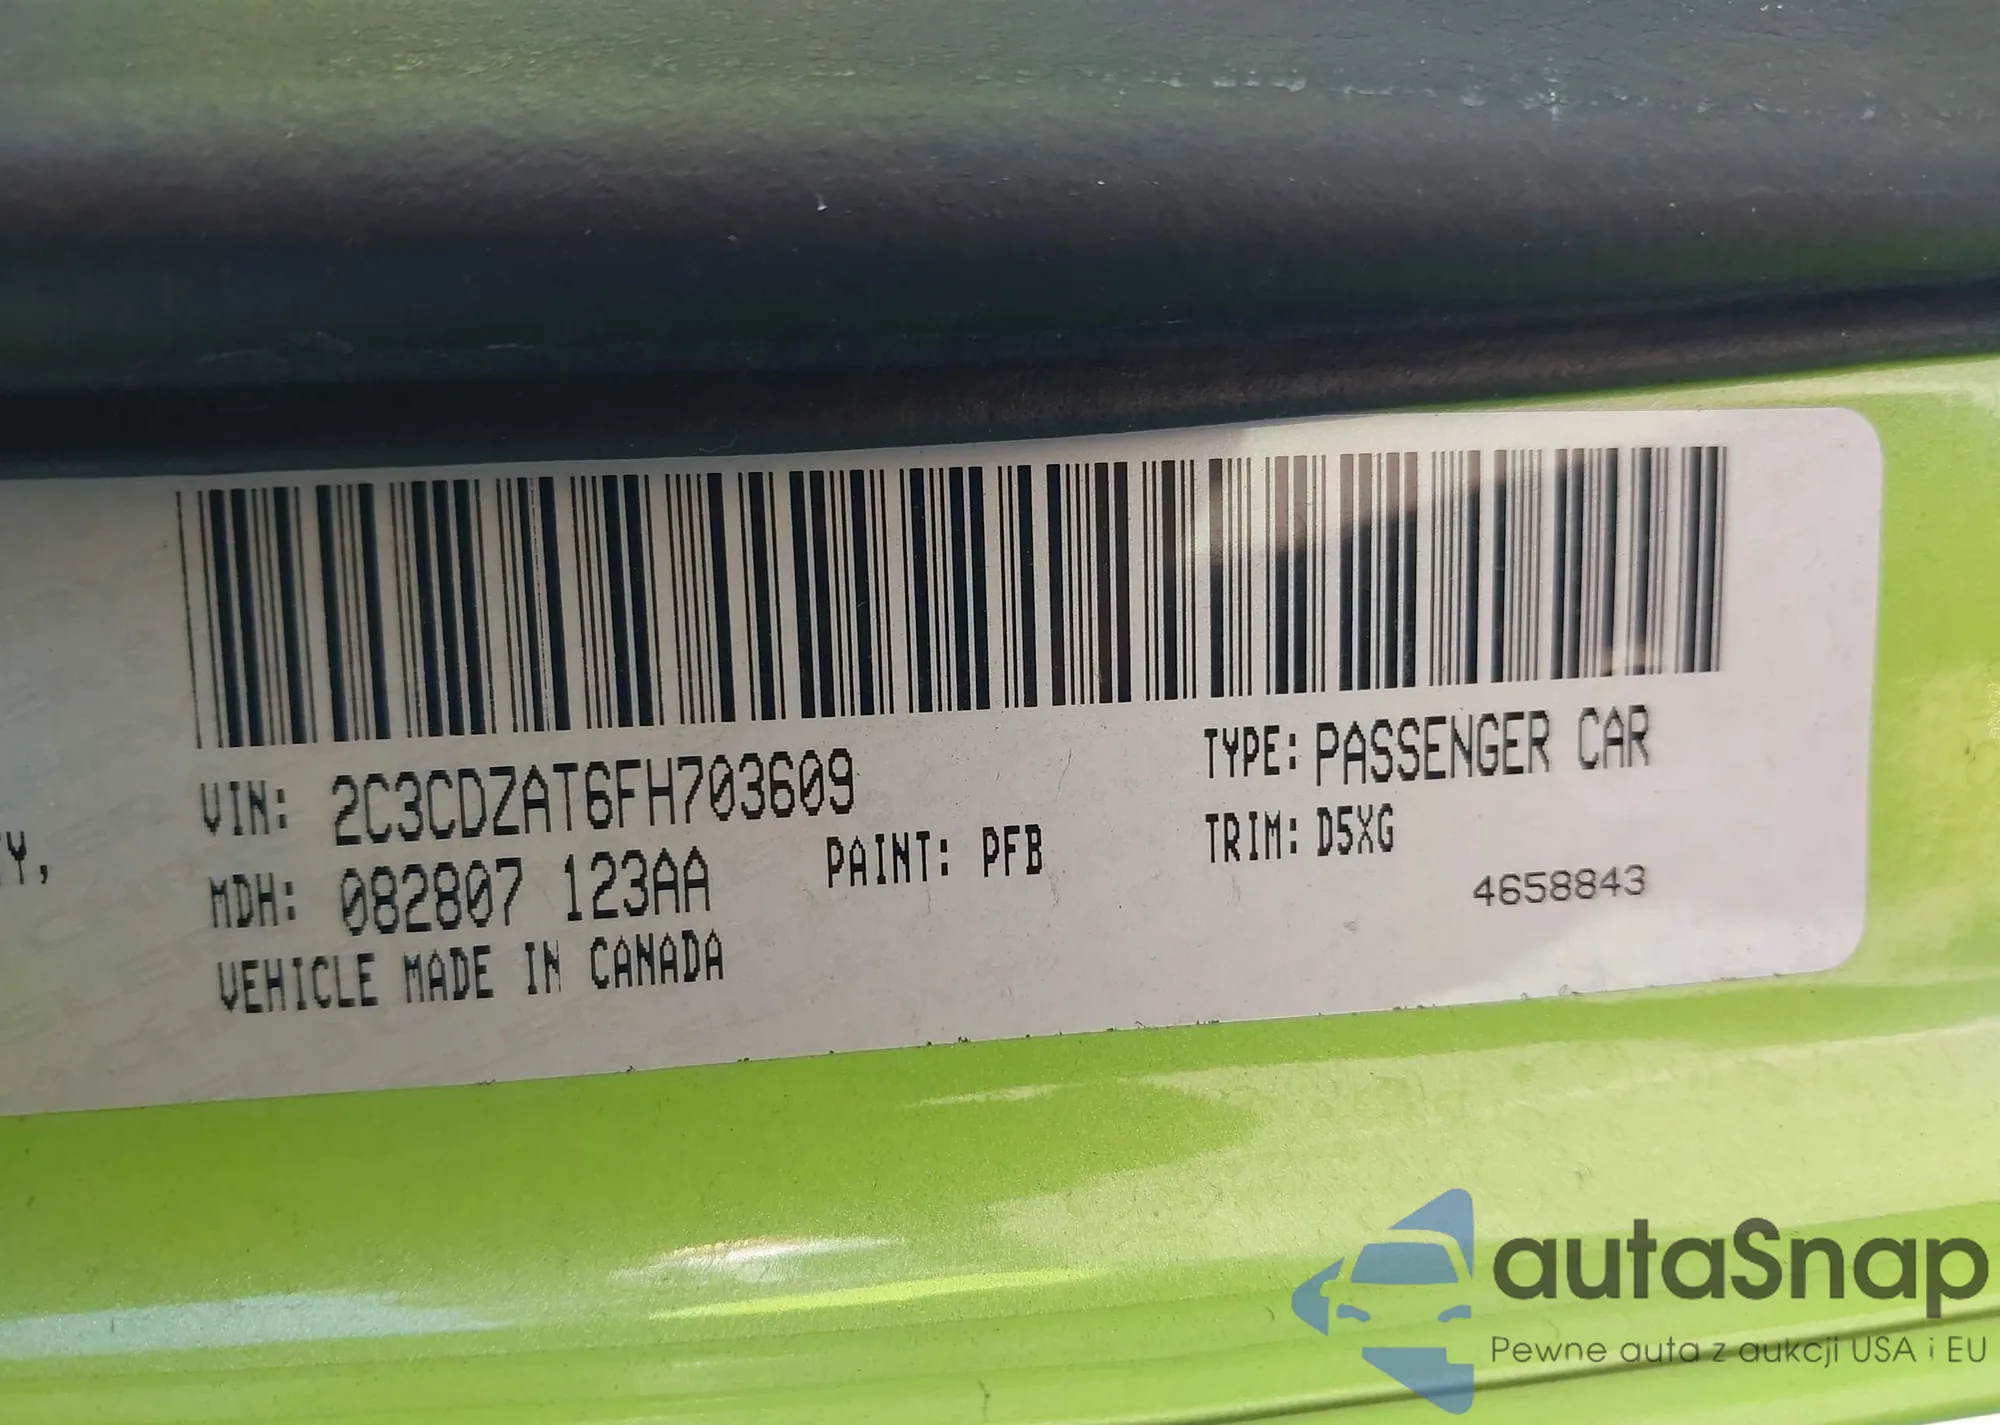 VIN: 2C3CDZAT6FH703609
TYPE: PASSENGER CAR
Y,
MDH: 082807 123AA
PAINT: PFB
TRIM: D5XG
4658843
VEHICLE MADE IN CANADA
autaSnap
Pewne auta z aukcji USA i EU